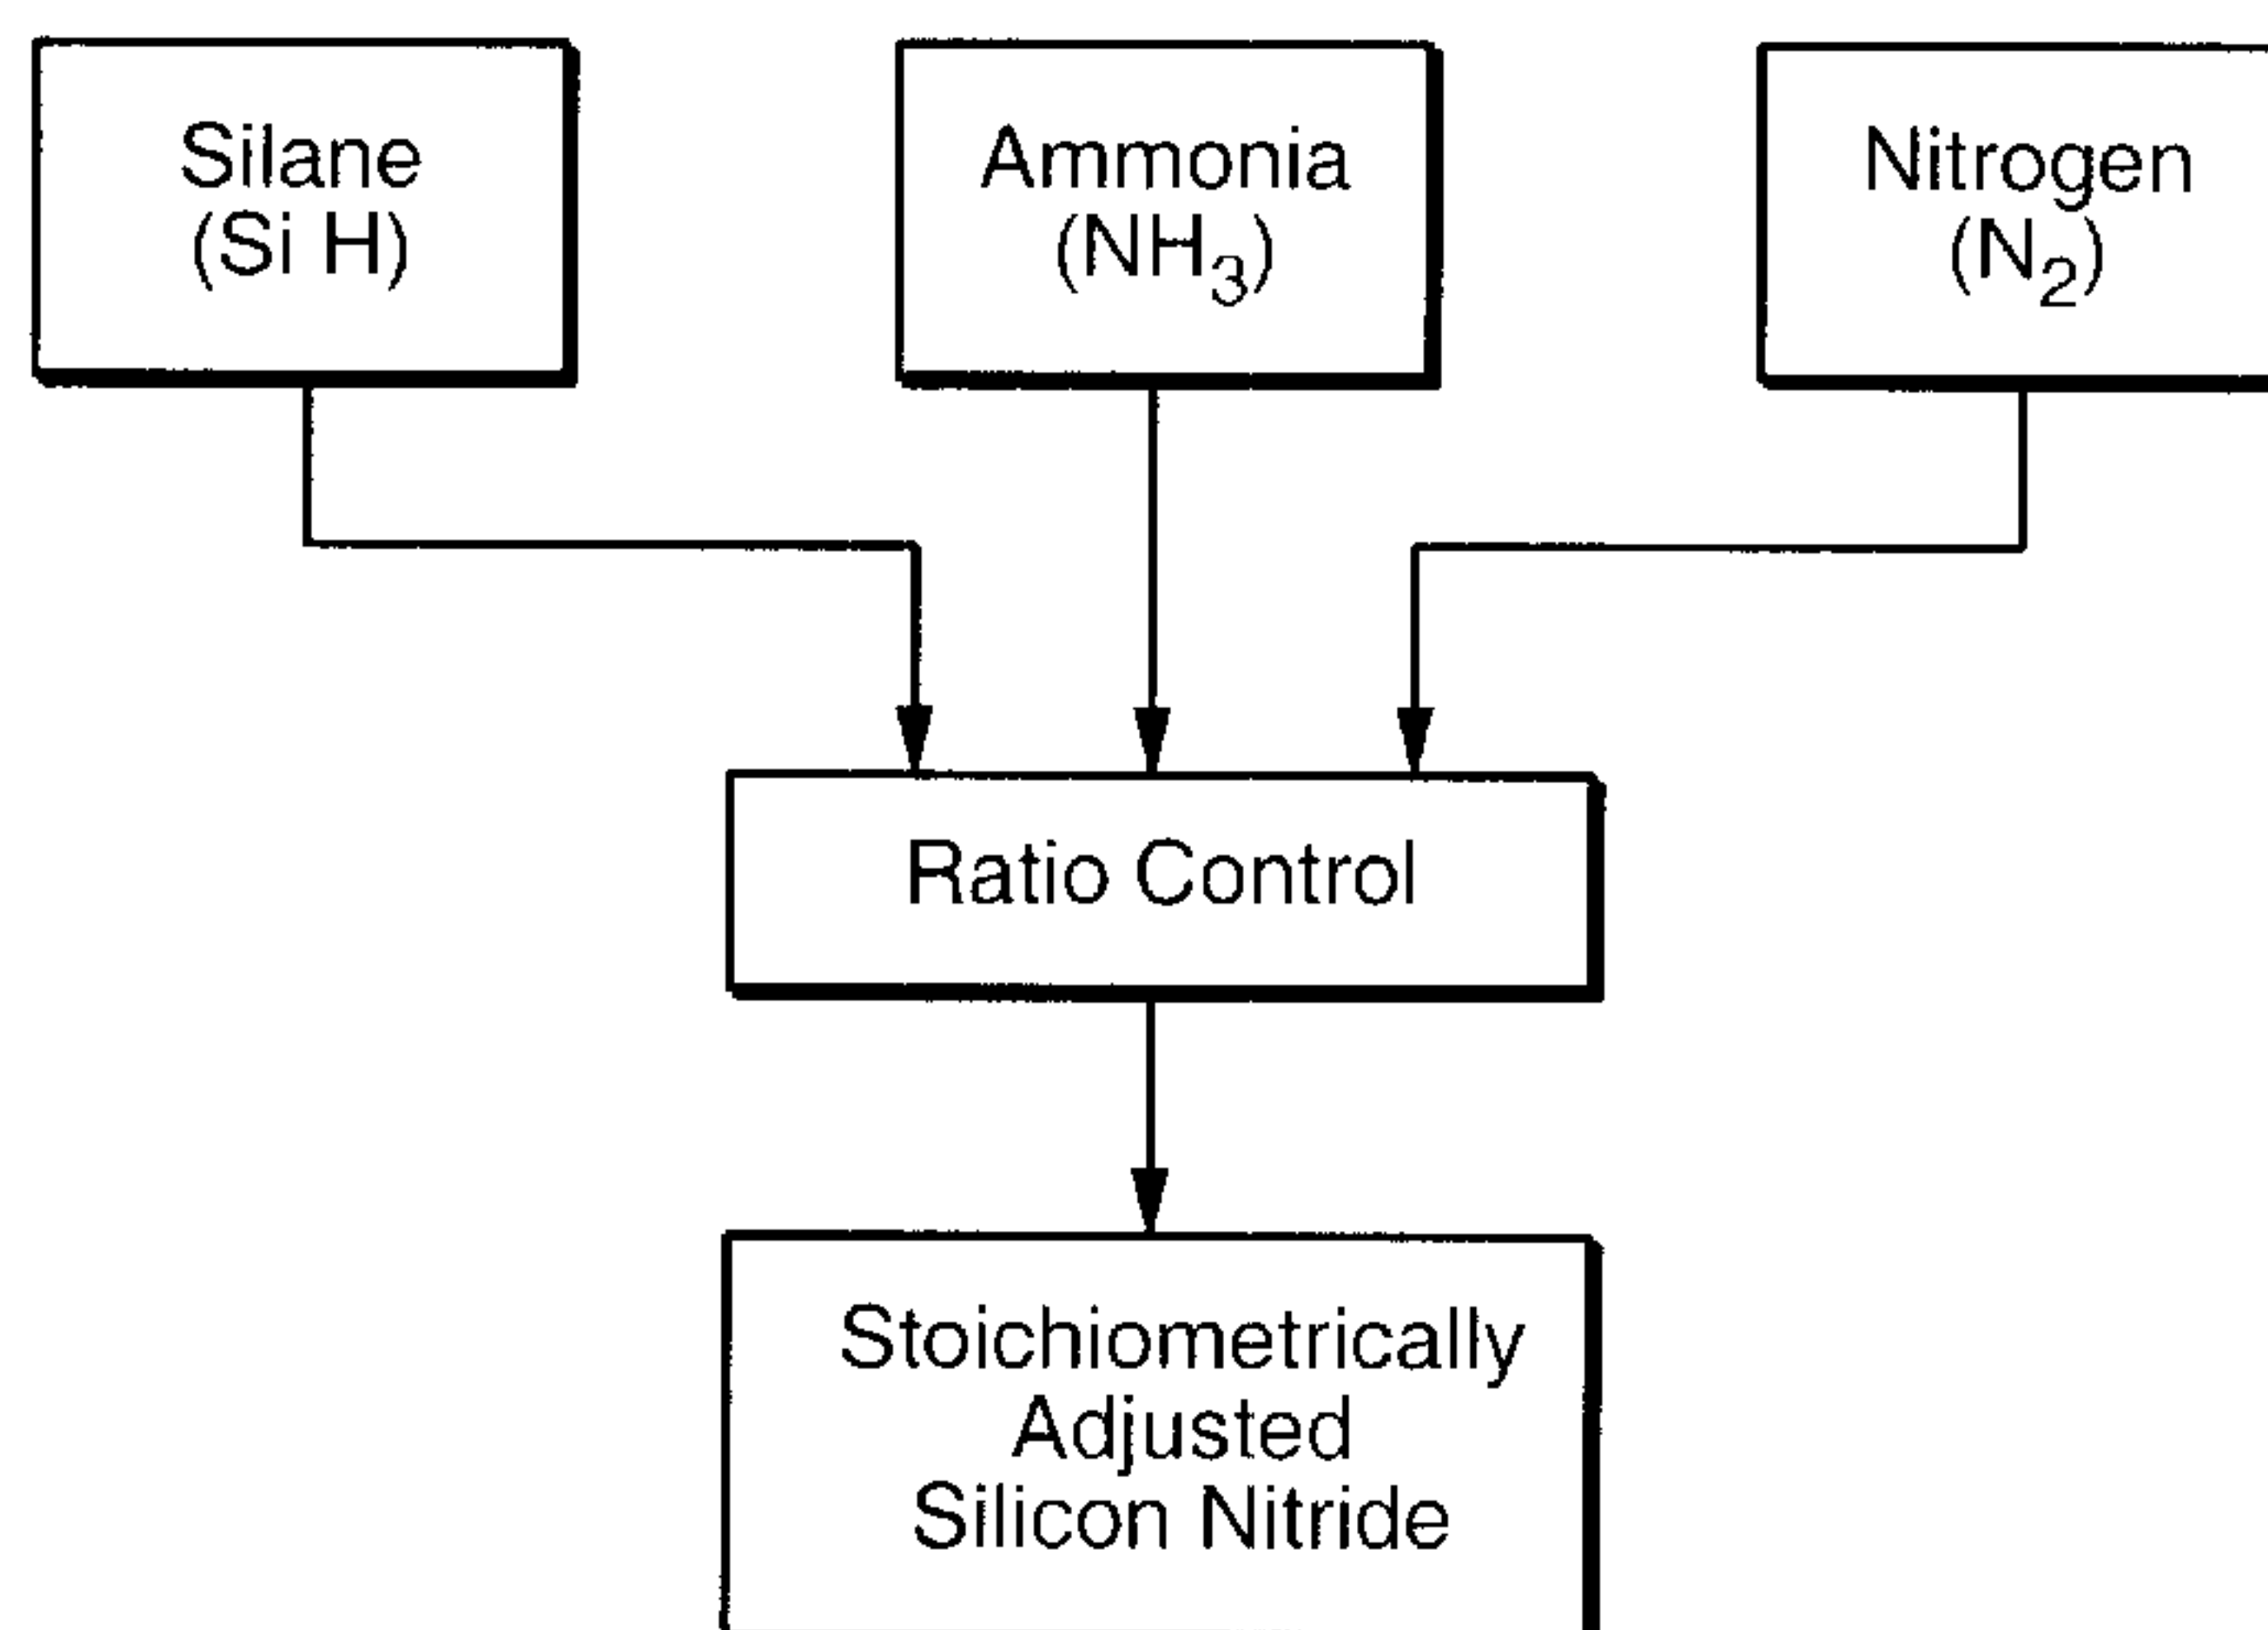 Silane
(Si H)
Ammonia
(NH3)
Nitrogen
(N2)
Ratio Control
Stoichiometrically
Adjusted
Silicon Nitride